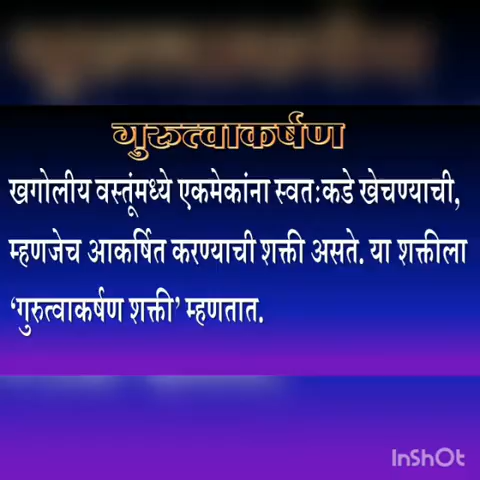 गुरुत्वाकर्षण
खगोलीय वस्तूंमध्ये एकमेकांना स्वतःकडे खेचण्याची,
म्हणजेच आकर्षित करण्याची शक्ती असते. या शक्तीला
‘गुरुत्वाकर्षण शक्ती’ म्हणतात.
InShOt